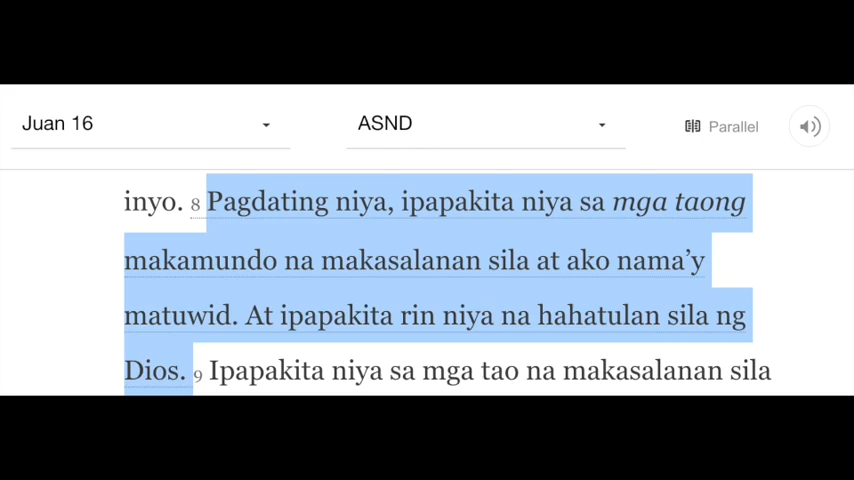 Juan 16
ASND
Parallel
inyo. 8 Pagdating niya, ipapakita niya sa mga taong
makamundo na makasalanan sila at ako nama’y
matuwid. At ipapakita rin niya na hahatulan sila ng
Dios. 9 Ipapakita niya sa mga tao na makasalanan sila